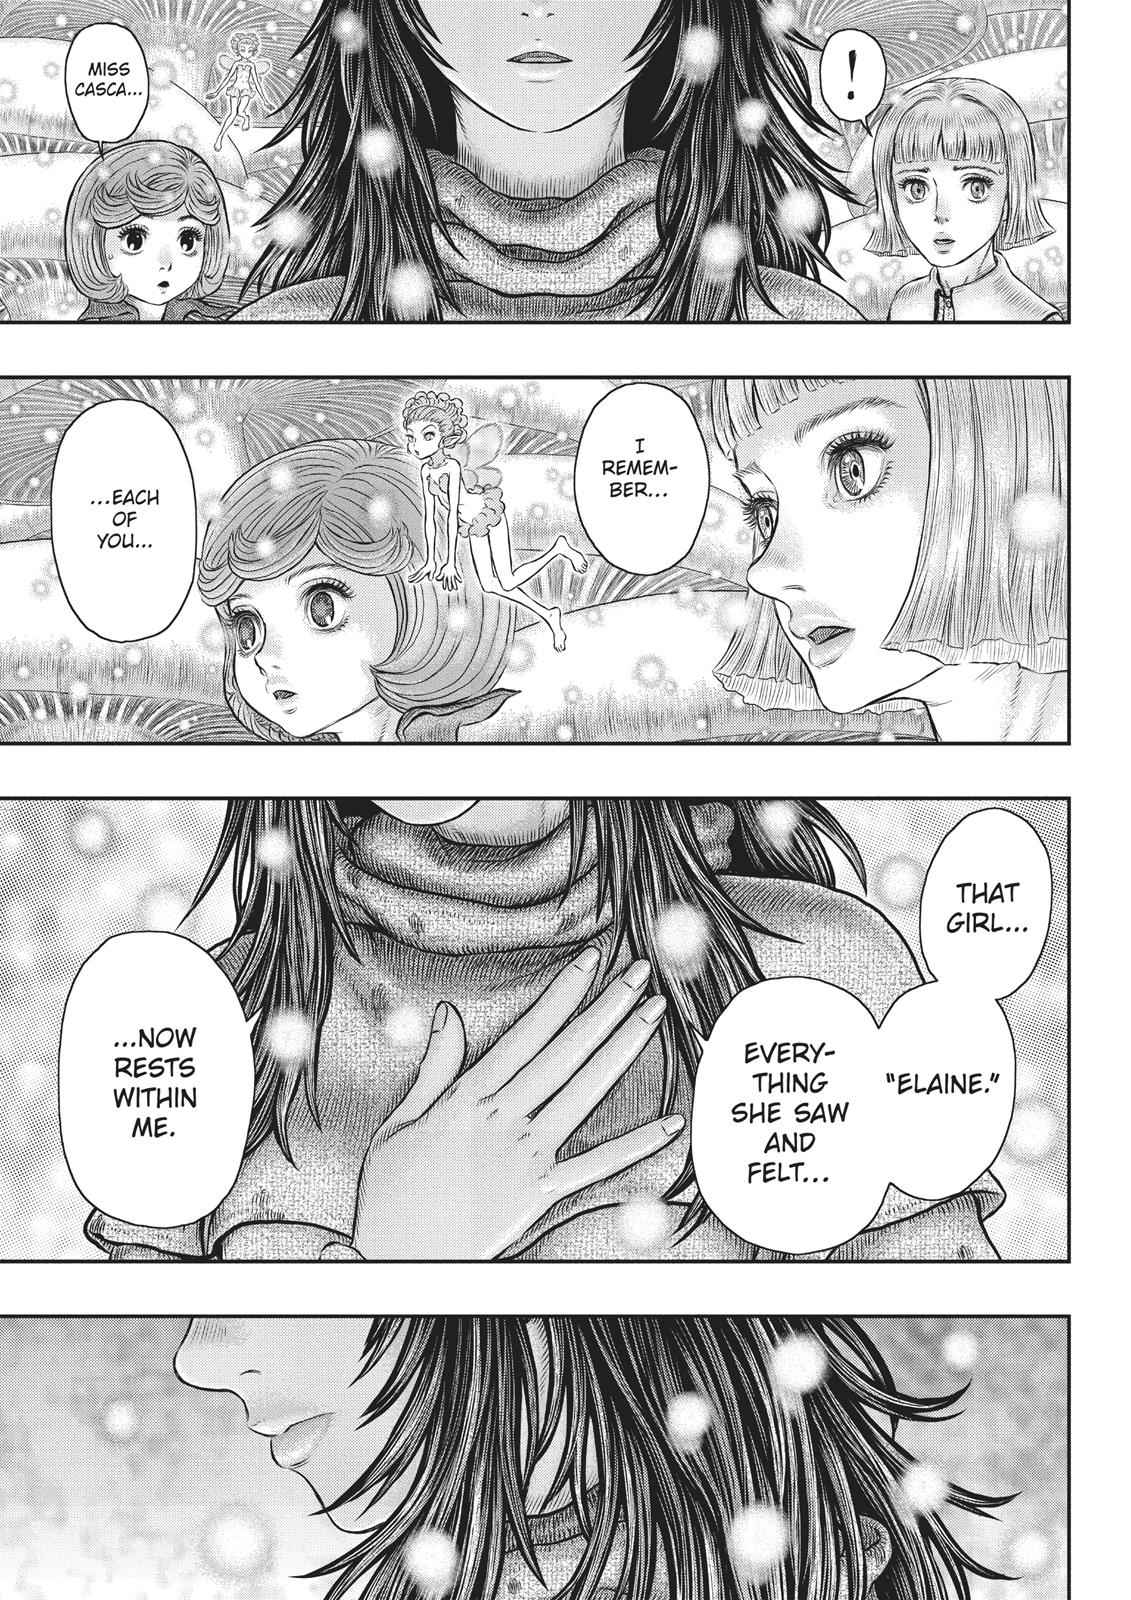 !
MISS
CASCA...
I
REMEM-
BER...
...EACH
OF
YOU...
THAT
GIRL...
"ELAINE."
EVERY-
THING
SHE SAW
AND
FELT...
...NOW
RESTS
WITHIN
ME.